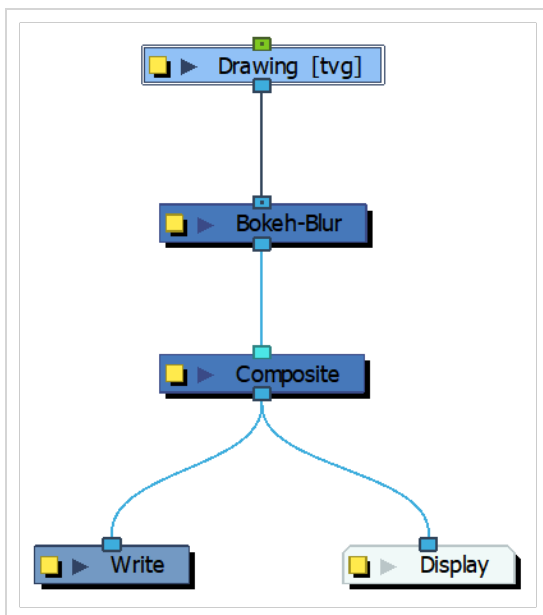 Drawing [tvg]
Bokeh-Blur
Composite
Write
Display